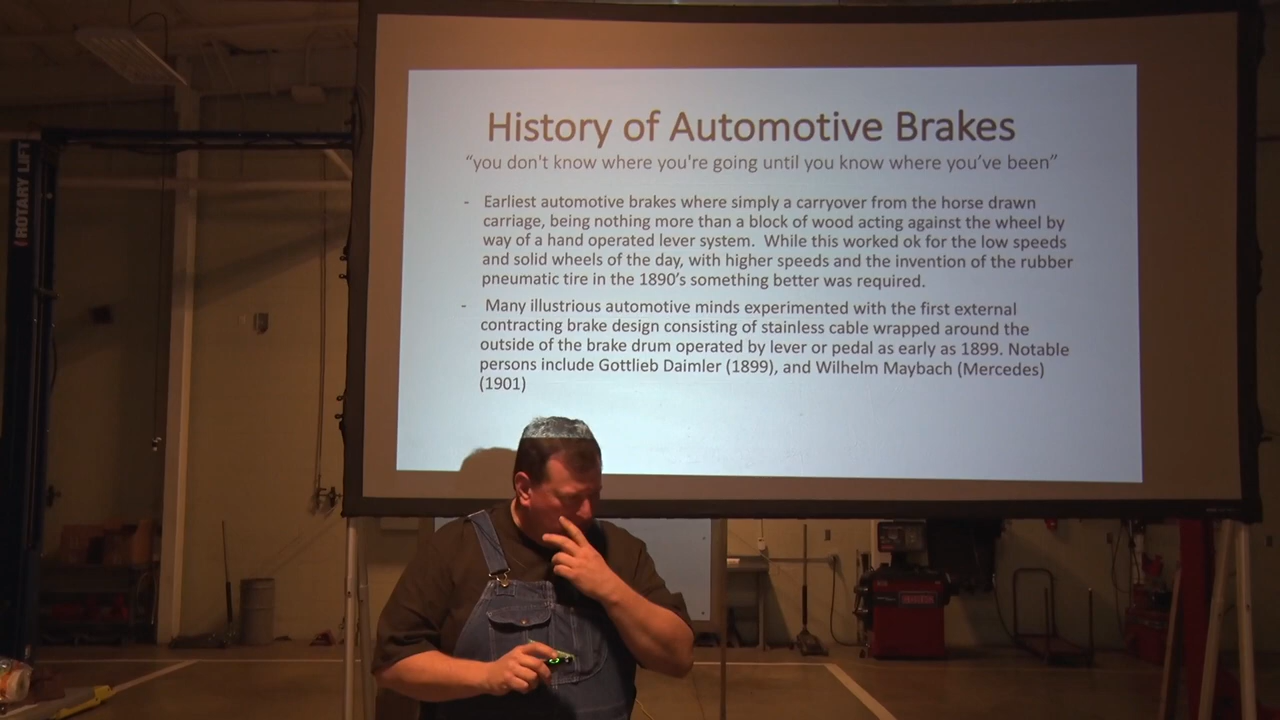 History of Automotive Brakes
“you don't know where you're going until you know where you’ve been”
- Earliest automotive brakes where simply a carryover from the horse drawn
carriage, being nothing more than a block of wood acting against the wheel by
way of a hand operated lever system. While this worked ok for the low speeds
and solid wheels of the day, with higher speeds and the invention of the rubber
pneumatic tire in the 1890’s something better was required.
- Many illustrious automotive minds experimented with the first external
contracting brake design consisting of stainless cable wrapped around the
outside of the brake drum operated by lever or pedal as early as 1899. Notable
persons include Gottlieb Daimler (1899), and Wilhelm Maybach (Mercedes)
(1901)
ROTARY LIFT